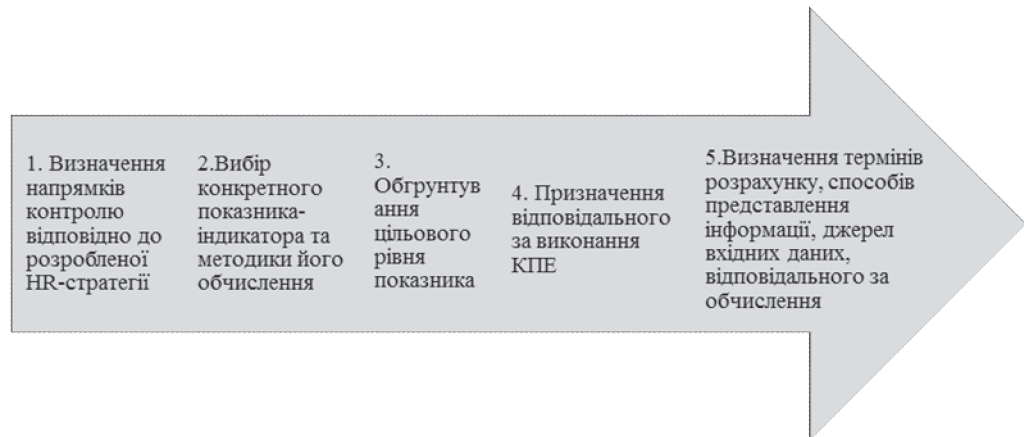 1. Визначення
напрямків
контролю
відповідно до
розробленої
HR-стратегії
2.Вибір
конкретного
показника-
індикатора та
методики його
обчислення
3.
Обгрунтув
ання
цільового
рівня
показника
4. Призначення
відповідального
за виконання
КПЕ
5.Визначення термінів
розрахунку, способів
представлення
інформації, джерел
вхідних даних,
відповідального за
обчислення